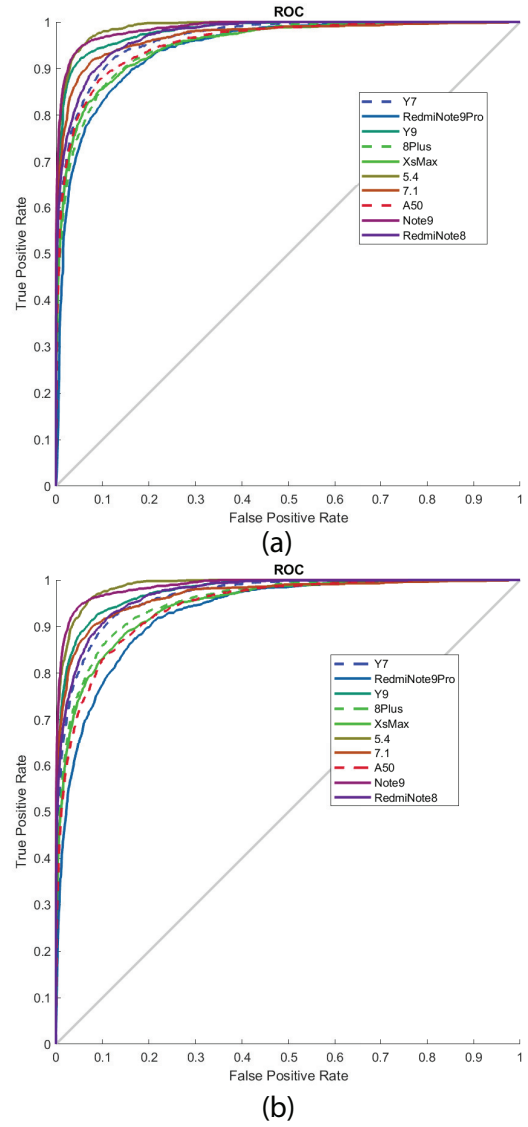 ROC
1
0.9
0.8
0.7
0.6
0.5
0.4
0.3
0.2
0.1
0
True Positive Rate
Y7
RedmiNote9Pro
Y9
8Plus
XsMax
5.4
7.1
A50
Note9
RedmiNote8
0 0.1 0.2 0.3 0.4 0.5 0.6 0.7 0.8 0.9 1
False Positive Rate
(a)
ROC
1
0.9
0.8
0.7
0.6
0.5
0.4
0.3
0.2
0.1
0
True Positive Rate
Y7
RedmiNote9Pro
Y9
8Plus
XsMax
5.4
7.1
A50
Note9
RedmiNote8
0 0.1 0.2 0.3 0.4 0.5 0.6 0.7 0.8 0.9 1
False Positive Rate
(b)